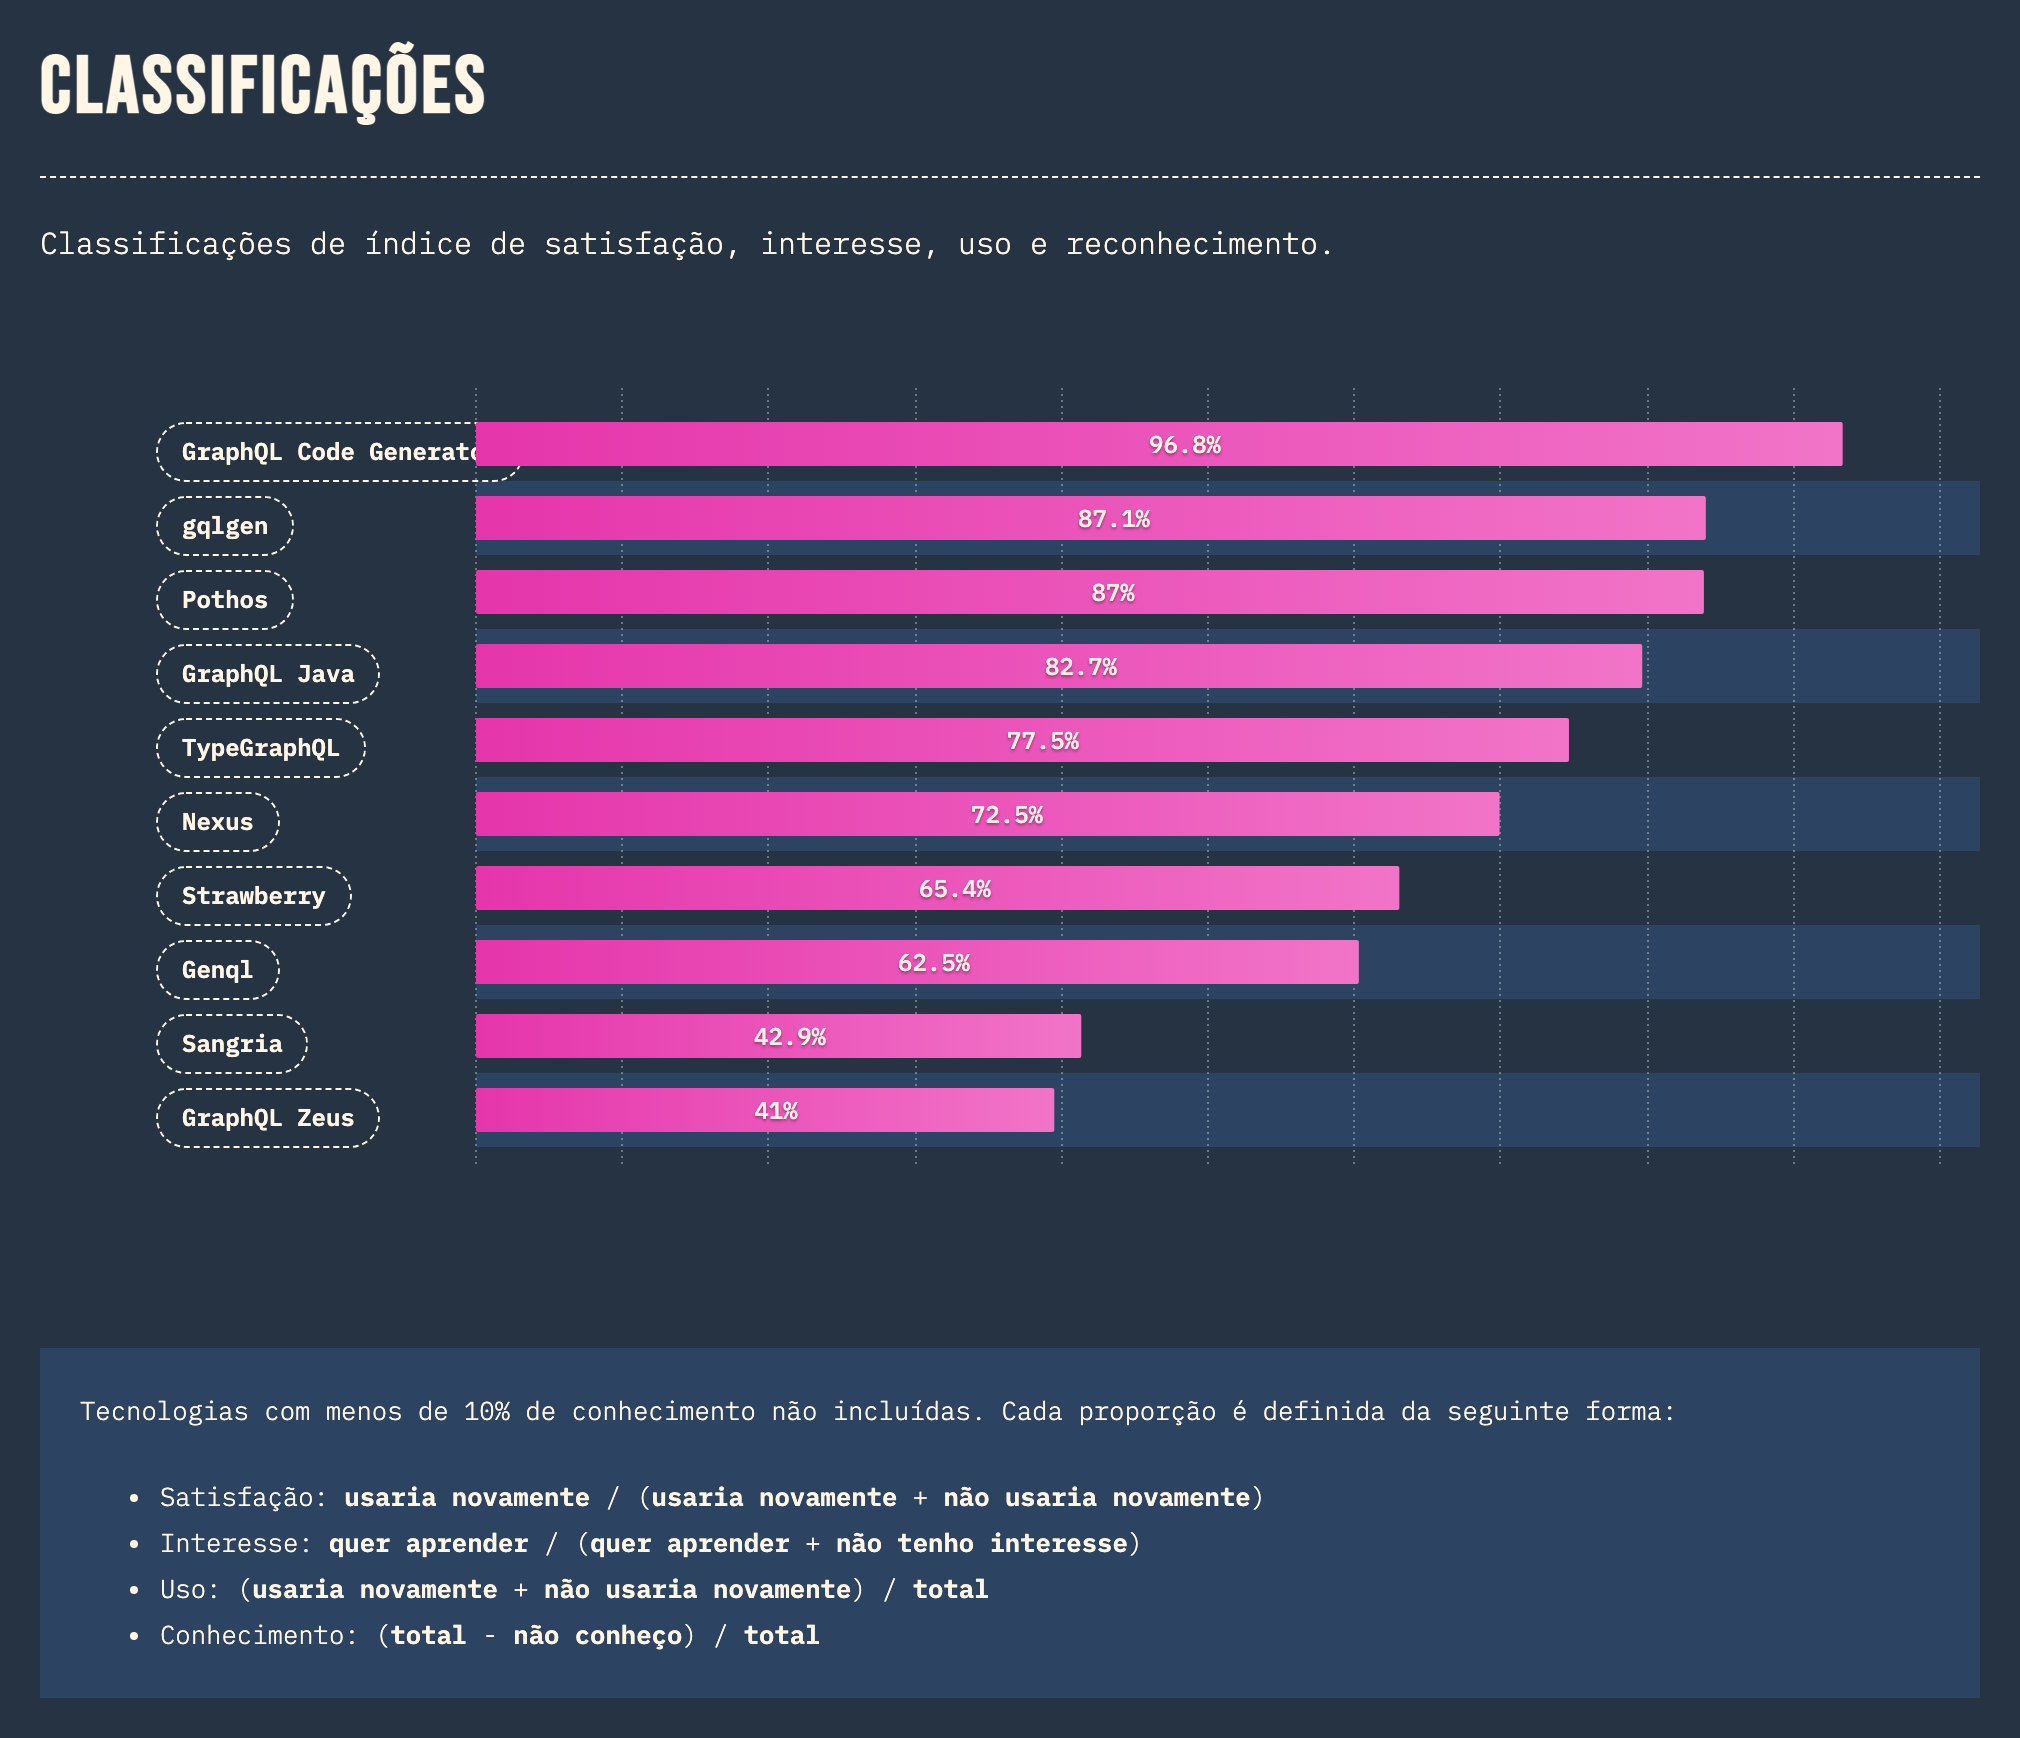 CLASSIFICAÇÕES
Classificações de índice de satisfação, interesse, uso e reconhecimento.
GraphQL Code Generato 96.8%
gqlgen 87.1%
Pothos 87%
GraphQL Java 82.7%
TypeGraphQL 77.5%
Nexus 72.5%
Strawberry 65.4%
Genql 62.5%
Sangria 42.9%
GraphQL Zeus 41%
Tecnologias com menos de 10% de conhecimento não incluídas. Cada proporção é definida da seguinte forma:
• Satisfação: usaria novamente / (usaria novamente + não usaria novamente)
• Interesse: quer aprender / (quer aprender + não tenho interesse)
• Uso: (usaria novamente + não usaria novamente) / total
• Conhecimento: (total - não conheço) / total